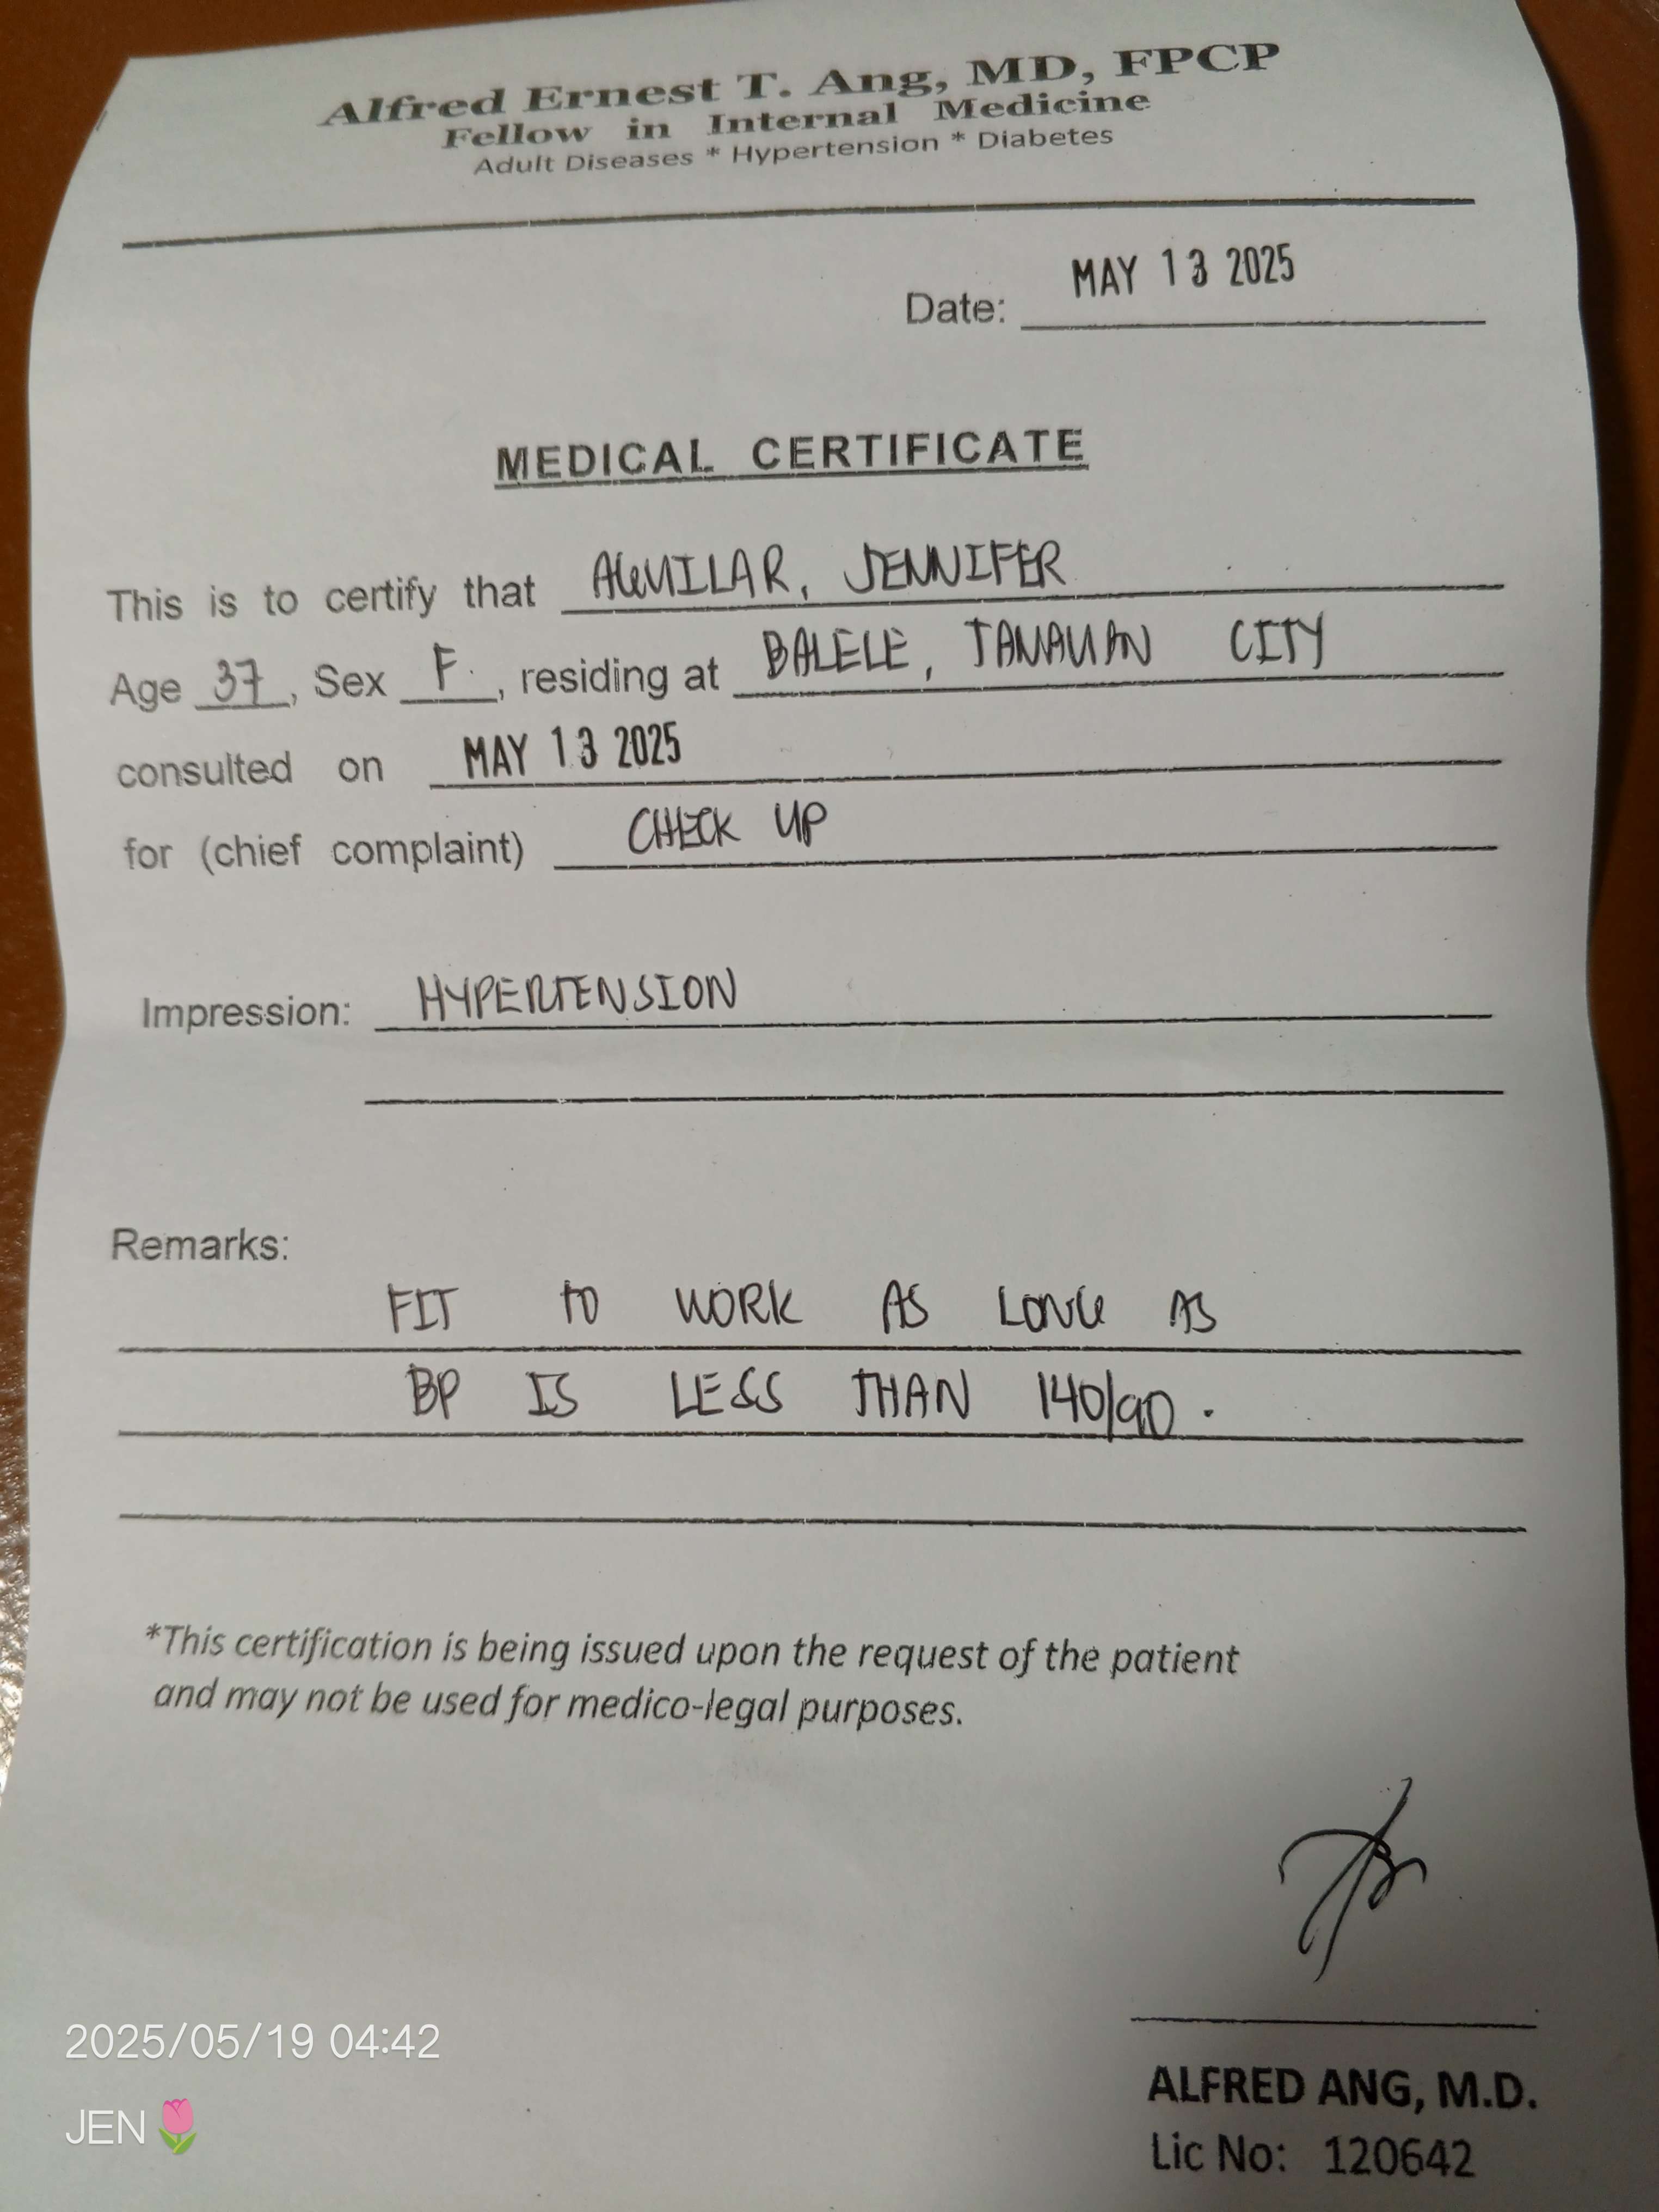 Alfred Ernest T. Ang, MD, FPCP
Fellow in Internal Medicine
Adult Diseases * Hypertension * Diabetes
Date: MAY 13 2025
MEDICAL CERTIFICATE
This is to certify that AGUILAR, JENNIFER
Age 37, Sex F., residing at BALELE, TANAUAN CITY
consulted on MAY 13 2025
for (chief complaint) CHECK UP
Impression: HYPERTENSION
Remarks:
FIT TO WORK AS LONG AS
BP IS LESS THAN 140/90.
*This certification is being issued upon the request of the patient
and may not be used for medico-legal purposes.
ALFRED ANG, M.D.
Lic No: 120642
2025/05/19 04:42
JEN🌷